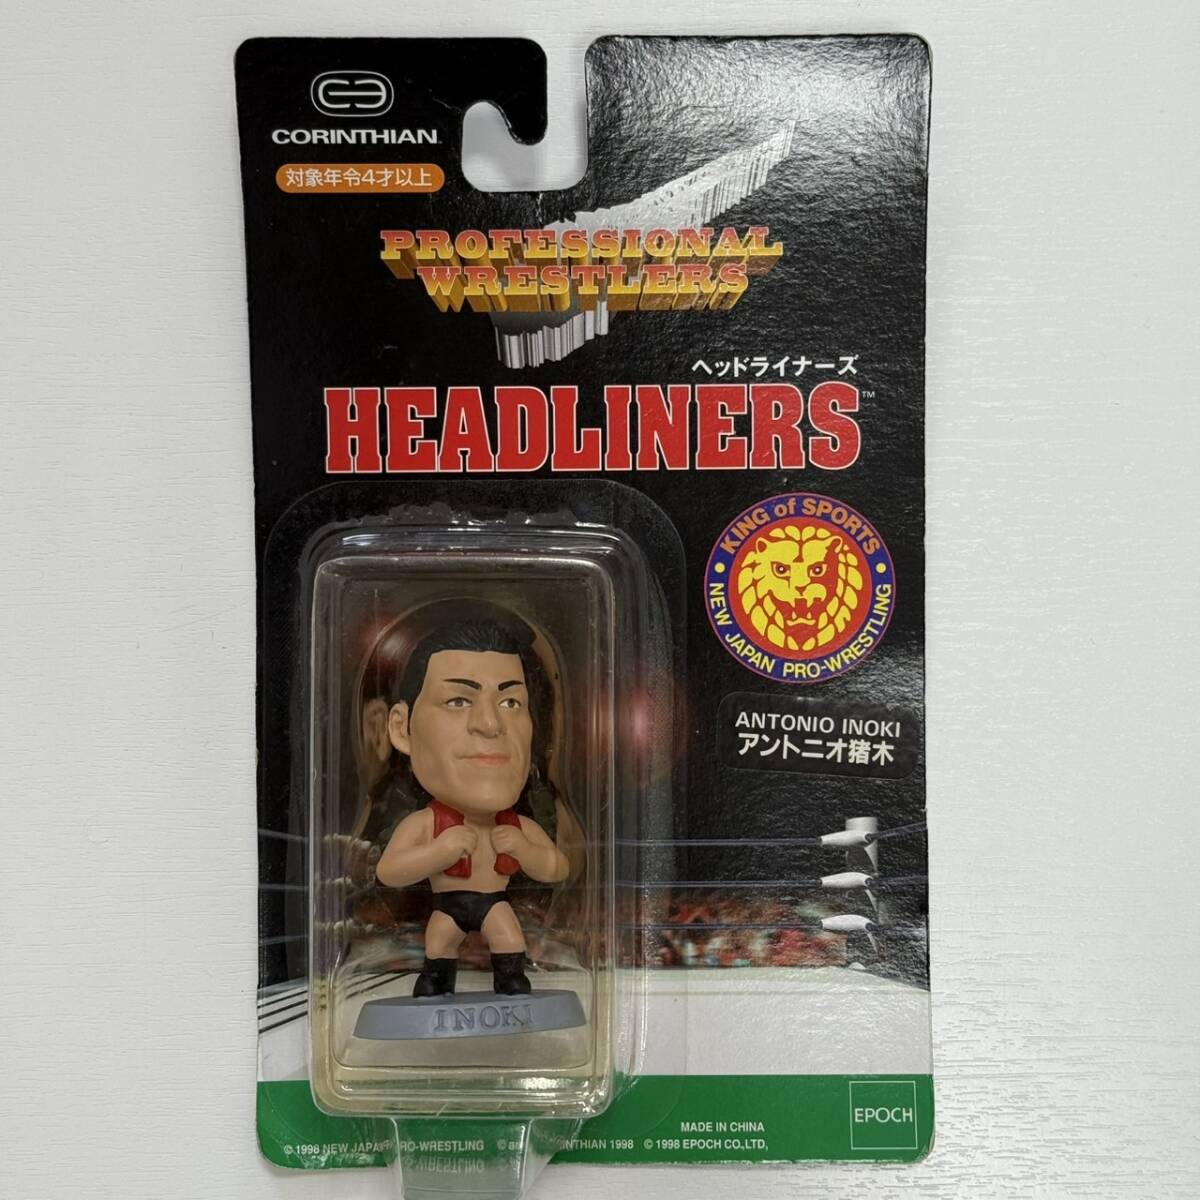 CORINTHIAN
対象年令4才以上
PROFESSIONAL
WRESTLERS
ヘッドライナーズ
HEADLINERS™
KING of SPORTS
NEW JAPAN PRO-WRESTLING
ANTONIO INOKI
アントニオ猪木
INOKI
MADE IN CHINA
© 1998 NEW JAPAN PRO-WRESTLING © CORINTHIAN 1998 © 1998 EPOCH CO.,LTD,
EPOCH